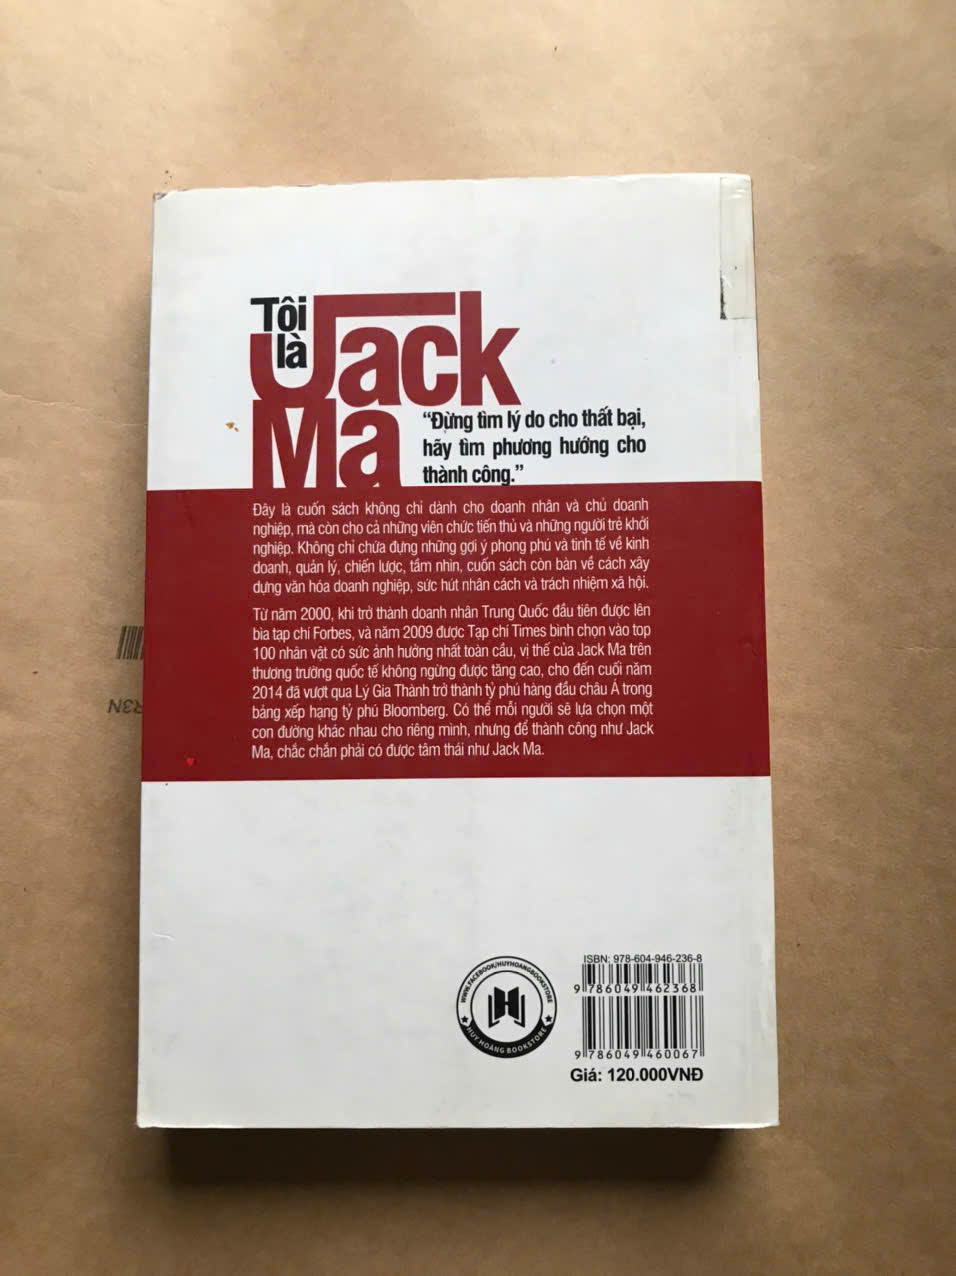 Tôi
là
Jack
Ma
“Đừng tìm lý do cho thất bại,
hãy tìm phương hướng cho
thành công.”
Đây là cuốn sách không chỉ dành cho doanh nhân và chủ doanh
nghiệp, mà còn cho cả những viên chức tiến thủ và những người trẻ khởi
nghiệp. Không chỉ chứa đựng những gợi ý phong phú và tinh tế về kinh
doanh, quản lý, chiến lược, tầm nhìn, cuốn sách còn bàn về cách xây
dựng văn hóa doanh nghiệp, sức hút nhân cách và trách nhiệm xã hội.
Từ năm 2000, khi trở thành doanh nhân Trung Quốc đầu tiên được lên
bìa tạp chí Forbes, và năm 2009 được Tạp chí Times bình chọn vào top
100 nhân vật có sức ảnh hưởng nhất toàn cầu, vị thế của Jack Ma trên
thương trường quốc tế không ngừng được tăng cao, cho đến cuối năm
2014 đã vượt qua Lý Gia Thành trở thành tỷ phú hàng đầu châu Á trong
bảng xếp hạng tỷ phú Bloomberg. Có thể mỗi người sẽ lựa chọn một
con đường khác nhau cho riêng mình, nhưng để thành công như Jack
Ma, chắc chắn phải có được tâm thái như Jack Ma.
WWW.FACEBOOK/HUYHOANGBOOKSTORE
HUY HOANG BOOKSTORE
ISBN: 978-604-946-236-8
9 786049 462368
9 786049 460067
Giá: 120.000VNĐ